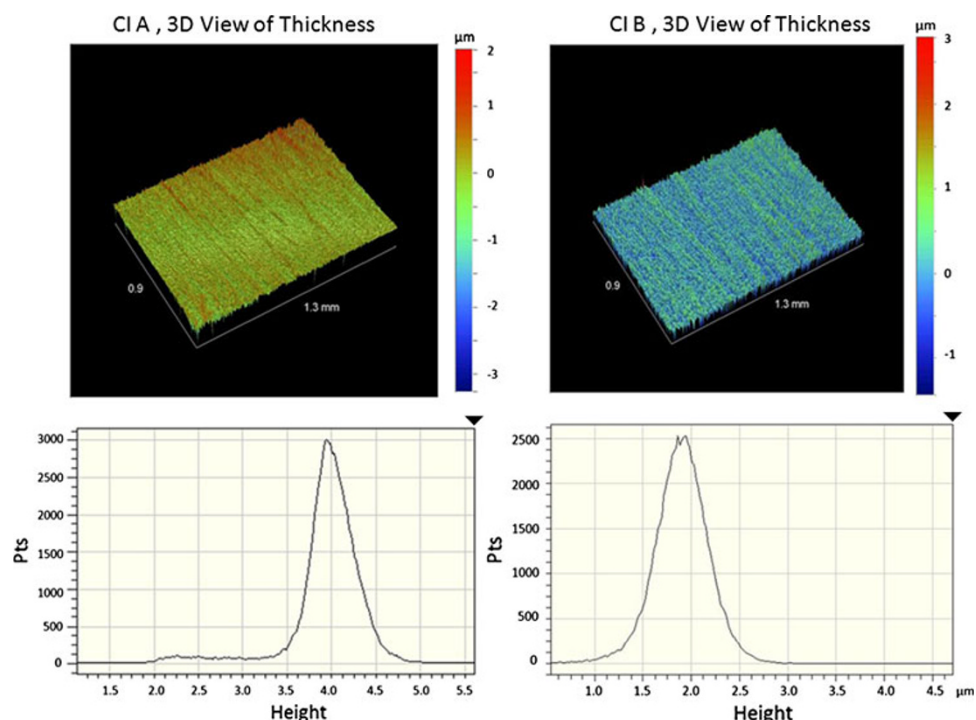 CI A , 3D View of Thickness
µm
2
1
0
-1
-2
-3
0.9
1.3 mm
CI B , 3D View of Thickness
µm
3
2
1
0
-1
0.9
1.3 mm
Pts
3000
2500
2000
1500
1000
500
0
1.5 2.0 2.5 3.0 3.5 4.0 4.5 5.0 5.5
Height
Pts
2500
2000
1500
1000
500
0
1.0 1.5 2.0 2.5 3.0 3.5 4.0 4.5 µm
Height